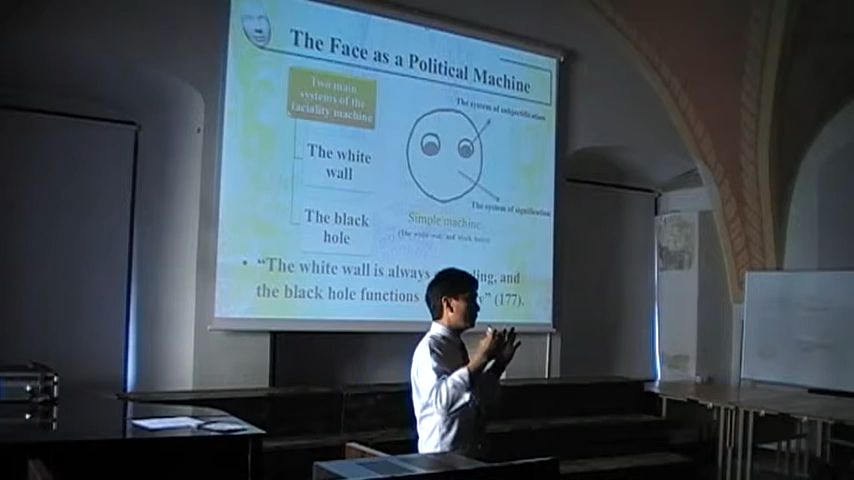 The Face as a Political Machine
Two main
systems of the
faciality machine
The system of subjectification
The white
wall
The black
hole
The system of signification
Simple machine
(The white wall and black holes)
• “The white wall is always ling, and
the black hole functions y” (177).